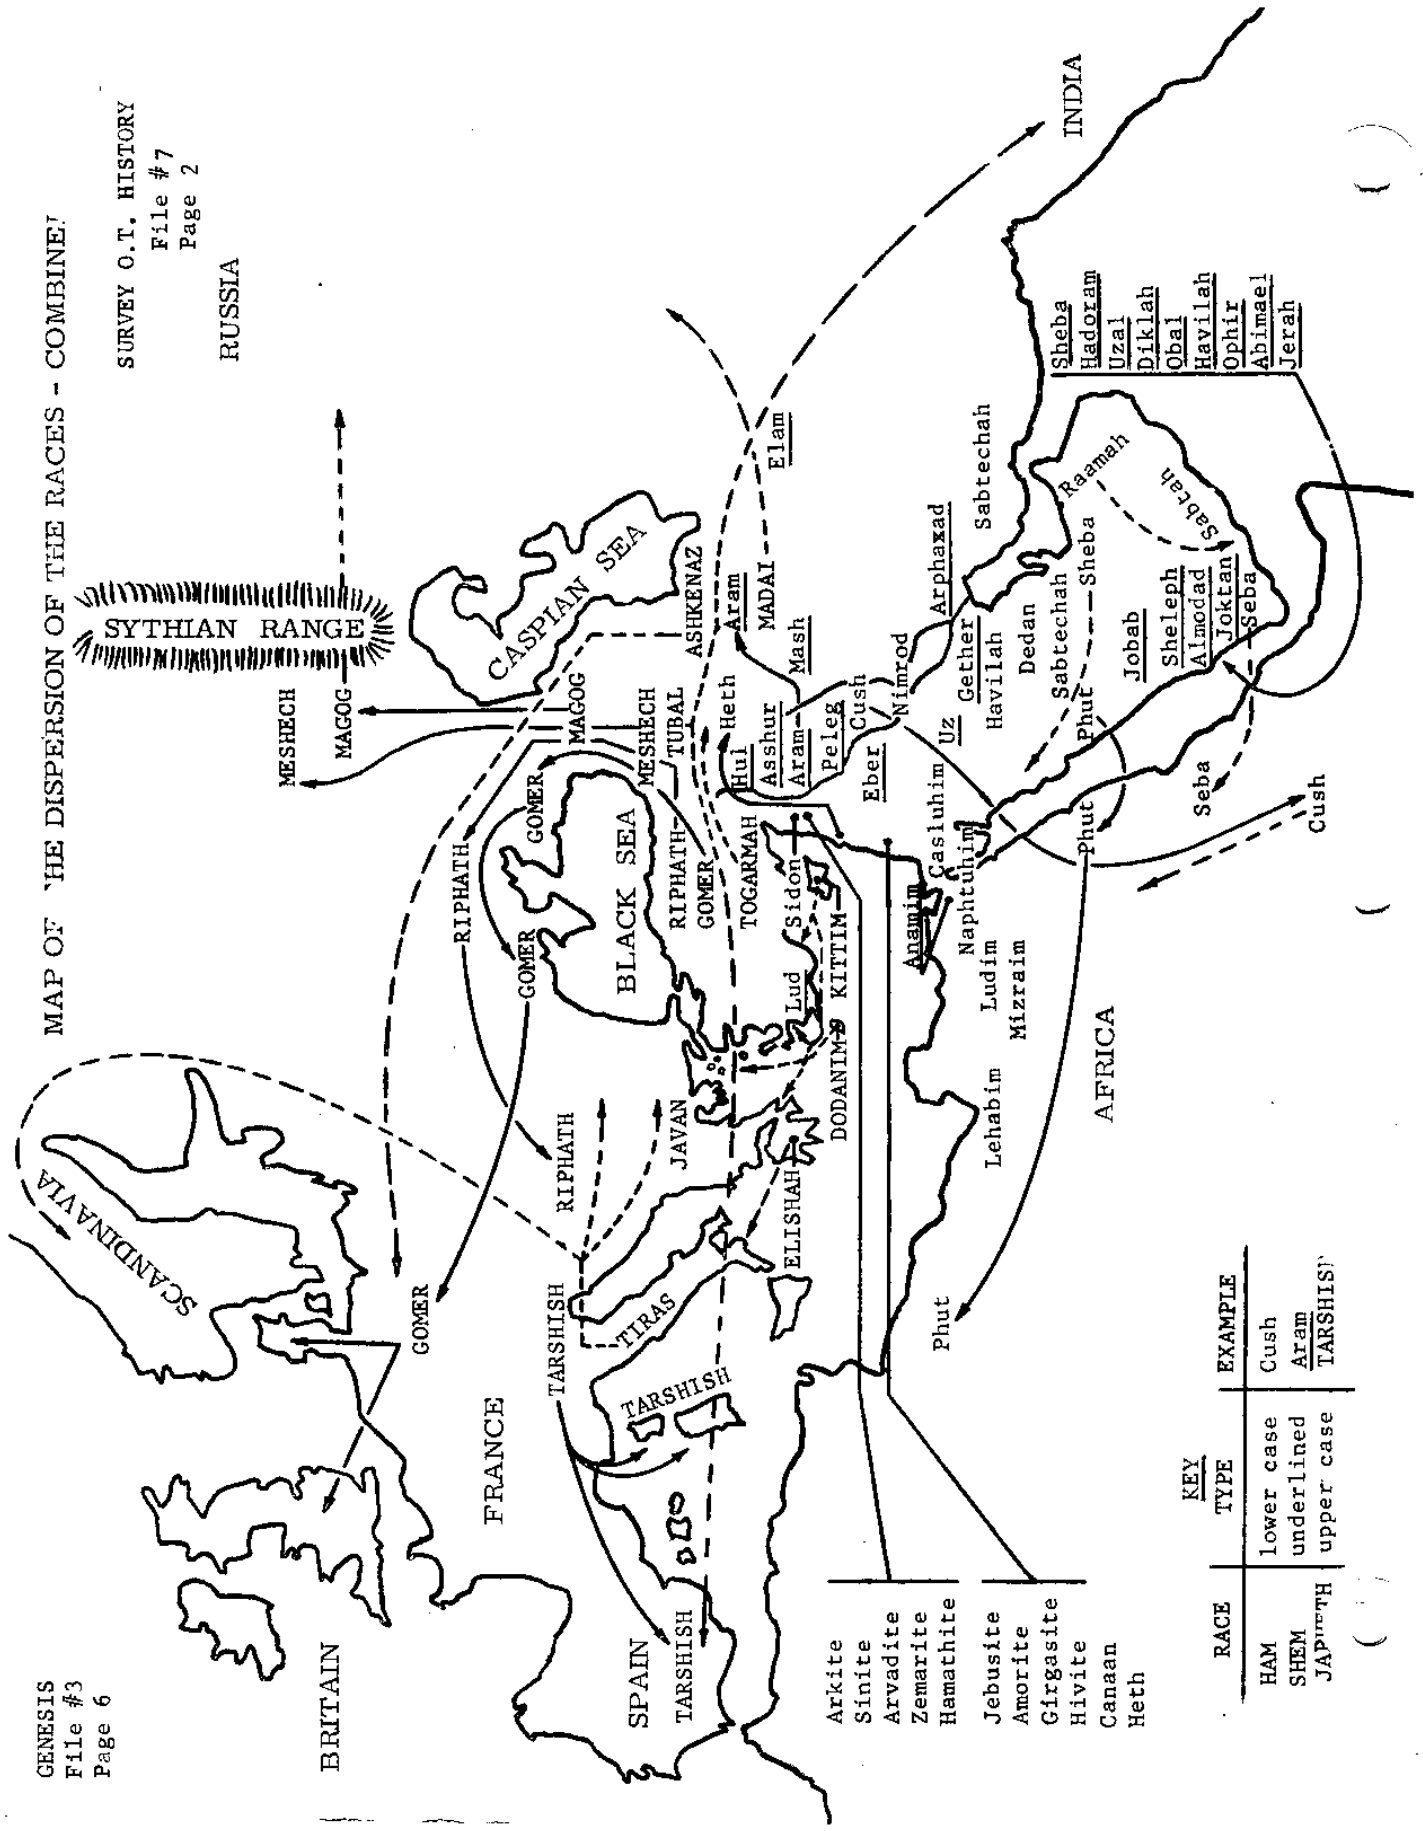 GENESIS
File #3
Page 6
MAP OF 'HE DISPERSION OF THE RACES - COMBINE!
SURVEY O.T. HISTORY
File #7
Page 2
RUSSIA
SCANDINAVIA
SYTHIAN RANGE
MESHECH
MAGOG
BRITAIN
GOMER
CASPIAN SEA
FRANCE
RIPHATH
GOMER
GOMER
MAGOG
TARSHISH
RIPHATH
BLACK SEA
MESHECH
TUBAL
ASHKENAZ
SPAIN
TARSHISH
TARSHISH
TIRAS
JAVAN
RIPHATH
GOMER
TOGARMAH
Heth
Aram
MADAI
Elam
INDIA
ELISHAH
DODANIM
Lud
Sidon
KITTIM
Hul
Asshur
Aram
Mash
Peleg
Cush
Eber
Nimrod
Arphaxad
Sabtechah
Anamim
Casluhim
Naphtuhim
Ludim
Mizraim
Lehabim
Uz
Gether
Havilah
Dedan
Sabtechah
Sheba
Raamah
Sabtah
Phut
Phut
Phut
AFRICA
Jobab
Sheleph
Almodad
Joktan
Seba
Seba
Cush
Sheba
Hadoram
Uzal
Diklah
Obal
Havilah
Ophir
Abimael
Jerah
Arkite
Sinite
Arvadite
Zemarite
Hamathite
Jebusite
Amorite
Girgasite
Hivite
Canaan
Heth
KEY
RACE TYPE EXAMPLE
HAM lower case Cush
SHEM underlined Aram
upper case TARSHISH